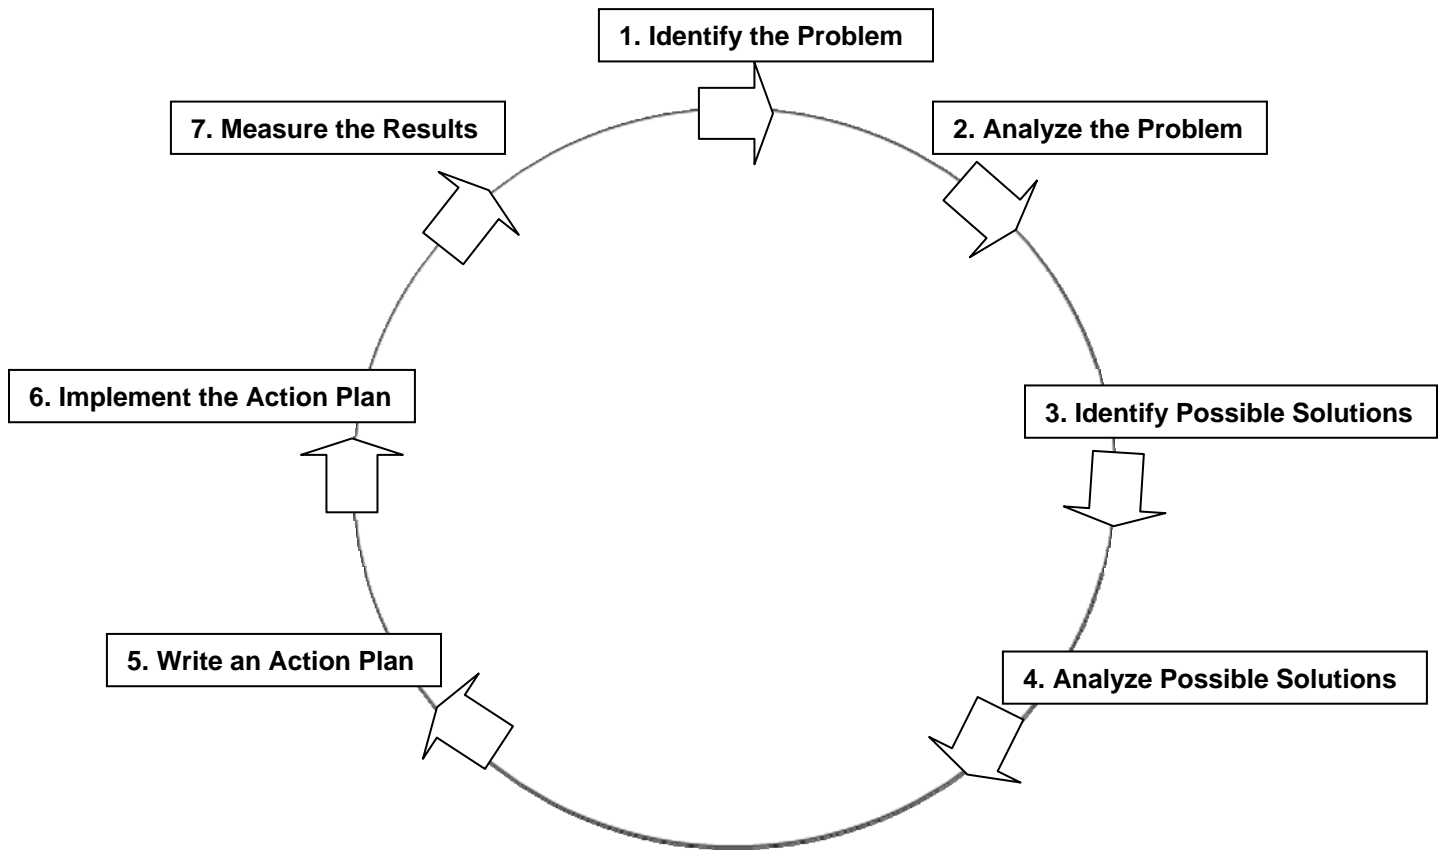 1. Identify the Problem
2. Analyze the Problem
3. Identify Possible Solutions
4. Analyze Possible Solutions
5. Write an Action Plan
6. Implement the Action Plan
7. Measure the Results